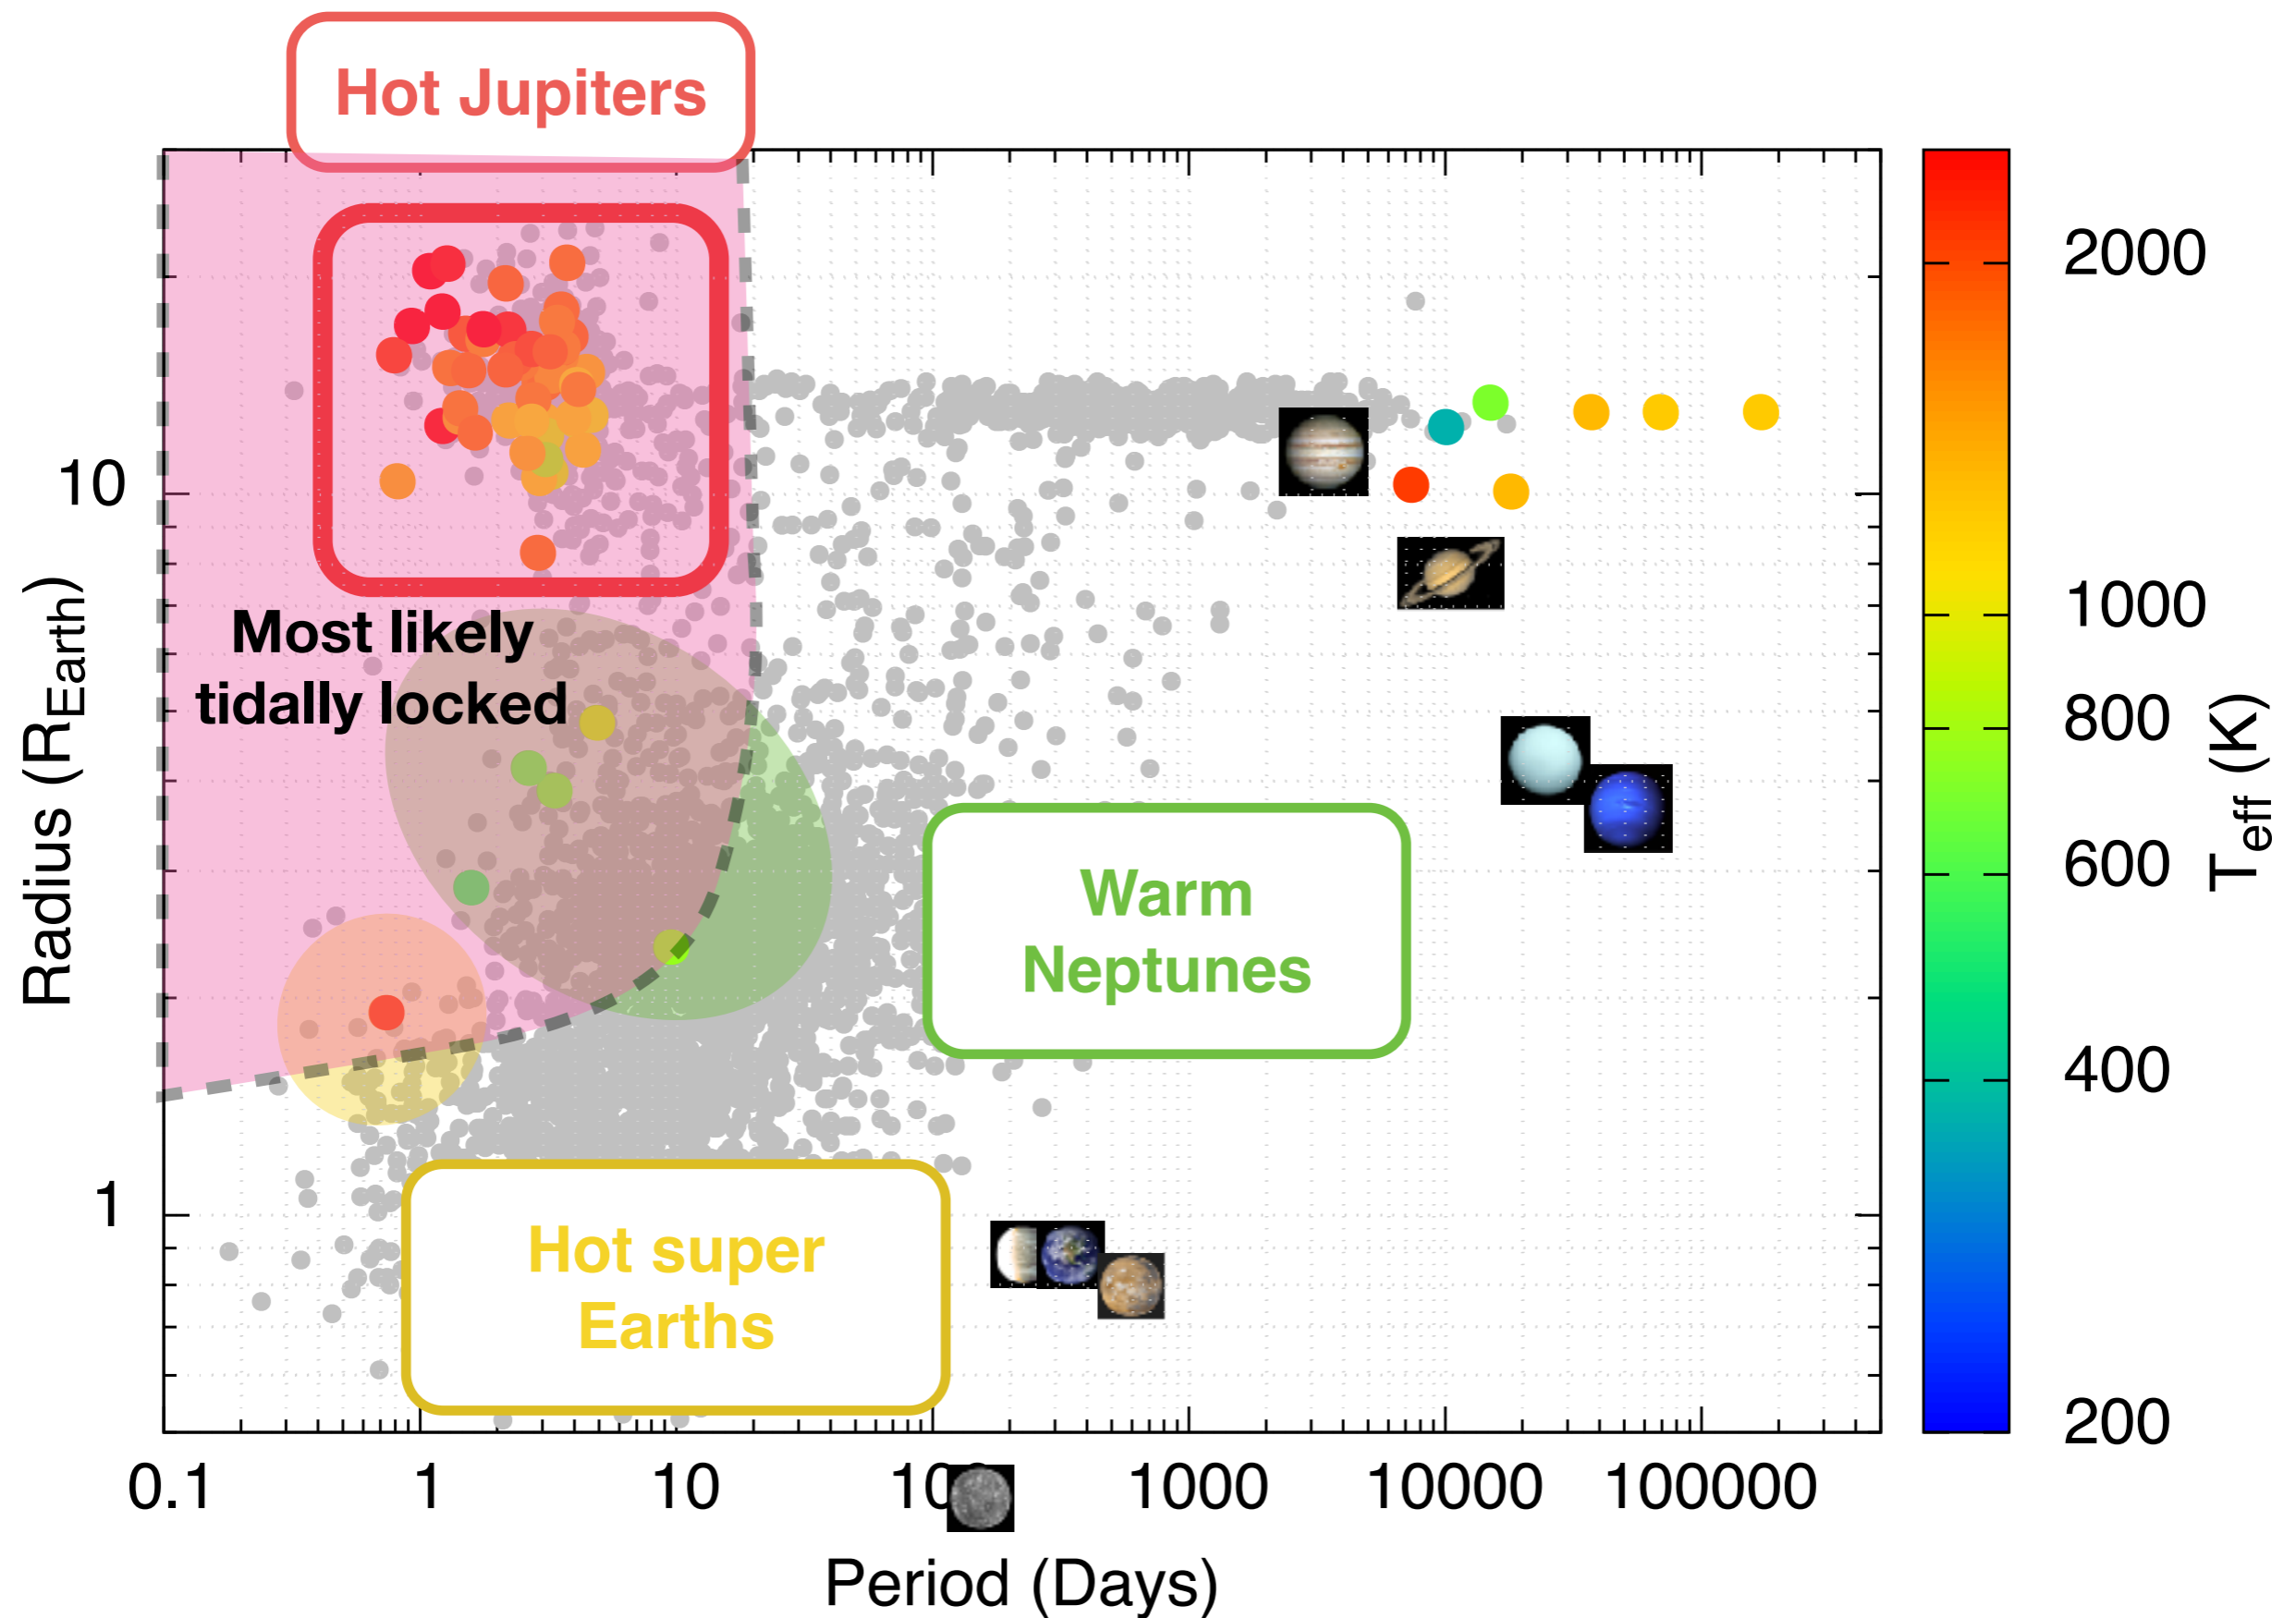 Hot Jupiters
Most likely
tidally locked
Warm
Neptunes
Hot super
Earths
10
1
Radius (R_Earth)
0.1 1 10 100 1000 10000 100000
Period (Days)
2000
1000
800
600
400
200
T_eff (K)